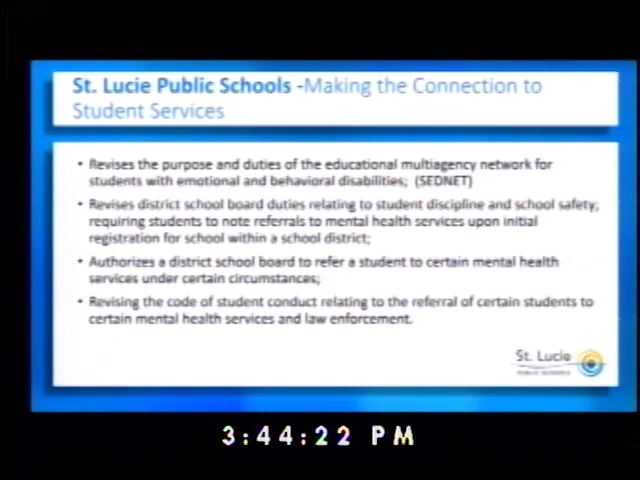 St. Lucie Public Schools -Making the Connection to
Student Services
• Revises the purpose and duties of the educational multiagency network for
students with emotional and behavioral disabilities; (SEDNET)
• Revises district school board duties relating to student discipline and school safety;
requiring students to note referrals to mental health services upon initial
registration for school within a school district;
• Authorizes a district school board to refer a student to certain mental health
services under certain circumstances;
• Revising the code of student conduct relating to the referral of certain students to
certain mental health services and law enforcement.
St. Lucie
PUBLIC SCHOOLS
3:44:22 PM